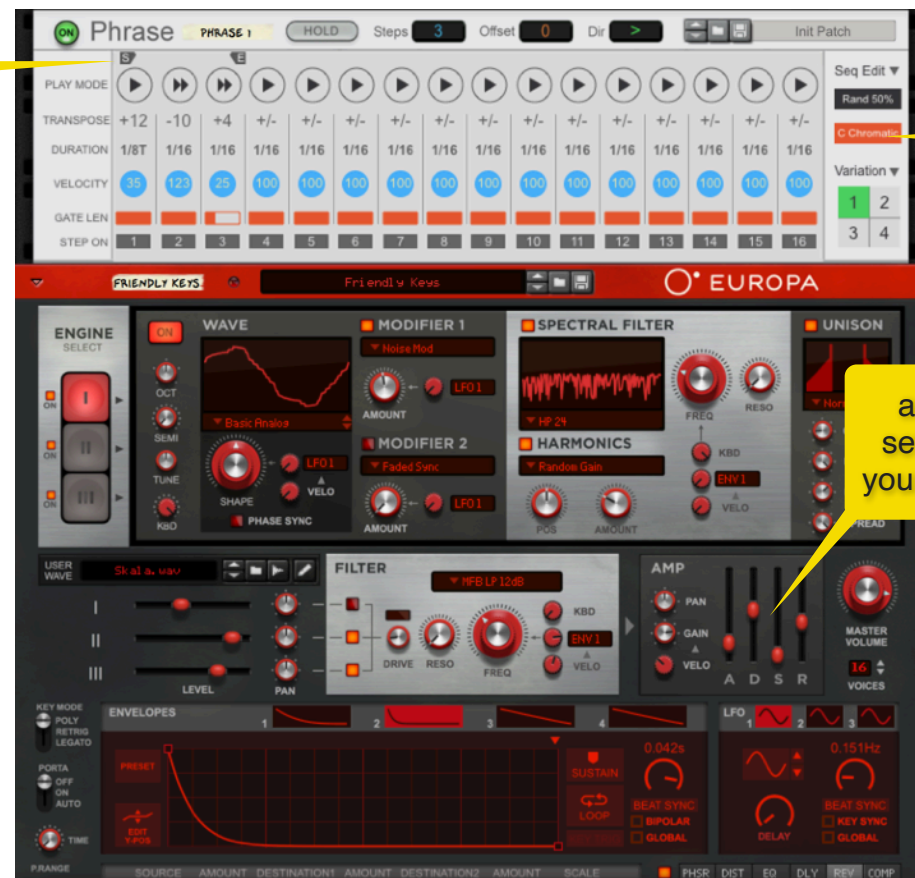 ON Phrase PHRASE 1 HOLD Steps 3 Offset 0 Dir > Init Patch
S E
Seq Edit ▼
PLAY MODE
Rand 50%
TRANSPOSE +12 -10 +4 +/- +/- +/- +/- +/- +/- +/- +/- +/- +/- +/- +/- +/-
C Chromatic
DURATION 1/8T 1/16 1/16 1/16 1/16 1/16 1/16 1/16 1/16 1/16 1/16 1/16 1/16 1/16 1/16 1/16
Variation ▼
VELOCITY 35 123 25 100 100 100 100 100 100 100 100 100 100 100 100 100
1 2
GATE LEN
3 4
STEP ON 1 2 3 4 5 6 7 8 9 10 11 12 13 14 15 16
FRIENDLY KEYS Friendly Keys EUROPA
ENGINE
SELECT
ON I
ON II
ON III
ON
OCT
SEMI
TUNE
KBD
WAVE
Basic Analog
SHAPE
LFO 1
VELO
PHASE SYNC
MODIFIER 1
Noise Mod
AMOUNT
LFO 1
MODIFIER 2
Faded Sync
AMOUNT
LFO 1
SPECTRAL FILTER
HP 24
FREQ
RESO
KBD
ENV 1
VELO
HARMONICS
Random Gain
POS
AMOUNT
UNISON
a
se
you
USER
WAVE
Skala.wav
I
II
III
LEVEL
PAN
FILTER
MFB LP 12dB
DRIVE
RESO
FREQ
KBD
ENV 1
VELO
AMP
PAN
GAIN
VELO
A D S R
MASTER
VOLUME
16
VOICES
KEY MODE
POLY
RETRIG
LEGATO
PORTA
OFF
ON
AUTO
TIME
P.RANGE
ENVELOPES 1 2 3 4
PRESET
EDIT
Y-POS
SUSTAIN
LOOP
0.042s
BEAT SYNC
BIPOLAR
GLOBAL
LFO 1 2 3
0.151Hz
DELAY
BEAT SYNC
KEY SYNC
GLOBAL
SOURCE AMOUNT DESTINATION1 AMOUNT DESTINATION2 AMOUNT SCALE
PHSR DIST EQ DLY REV COMP